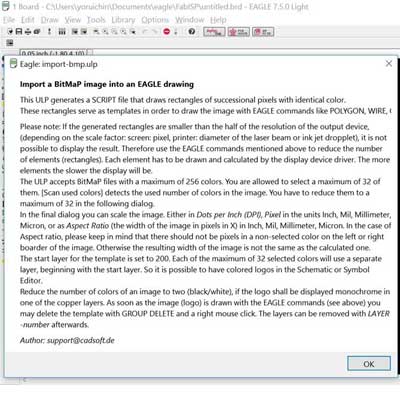 1 Board - C:\Users\yoruichin\Documents\eagle\FabISP\untitled.brd - EAGLE 7.5.0 Light
File Edit Draw View Tools Library Options Window Help
0.05 inch (-1.80 4.10)
Eagle: import-bmp.ulp
Import a BitMaP image into an EAGLE drawing
This ULP generates a SCRIPT file that draws rectangles of successional pixels with identical color.
These rectangles serve as templates in order to draw the image with EAGLE commands like POLYGON, WIRE, C
Please note: If the generated rectangles are smaller than the half of the resolution of the output device,
(depending on the scale factor: screen: pixel, printer: diameter of the laser beam or ink jet dropplet), it is not
possible to display the result. Therefore use the EAGLE commands mentioned above to reduce the number
of elements (rectangles). Each element has to be drawn and calculated by the display device driver. The more
elements the slower the display will be.
The ULP accepts BitMaP files with a maximum of 256 colors. You are allowed to select a maximum of 32 of
them. [Scan used colors] detects the used number of colors in the image. You have to reduce them to a
maximum of 32 in the following dialog.
In the final dialog you can scale the image. Either in Dots per Inch (DPI), Pixel in the units Inch, Mil, Millimeter,
Micron, or as Aspect Ratio (the width of the image in pixels in X) in Inch, Mil, Millimeter, Micron. In the case of
Aspect ratio, please keep in mind that there should not be pixels in a non-selected color on the left or right
boarder of the image. Otherwise the resulting width of the image is not the same as the calculated one.
The start layer for the template is set to 200. Each of the maximum of 32 selected colors will use a separate
layer, beginning with the start layer. So it is possible to have colored logos in the Schematic or Symbol
Editor.
Reduce the number of colors of an image to two (black/white), if the logo shall be displayed monochrome in
one of the copper layers. As soon as the image (logo) is drawn with the EAGLE commands (see above) you
may delete the template with GROUP DELETE and a right mouse click. The layers can be removed with LAYER
-number afterwards.
Author: support@cadsoft.de
OK